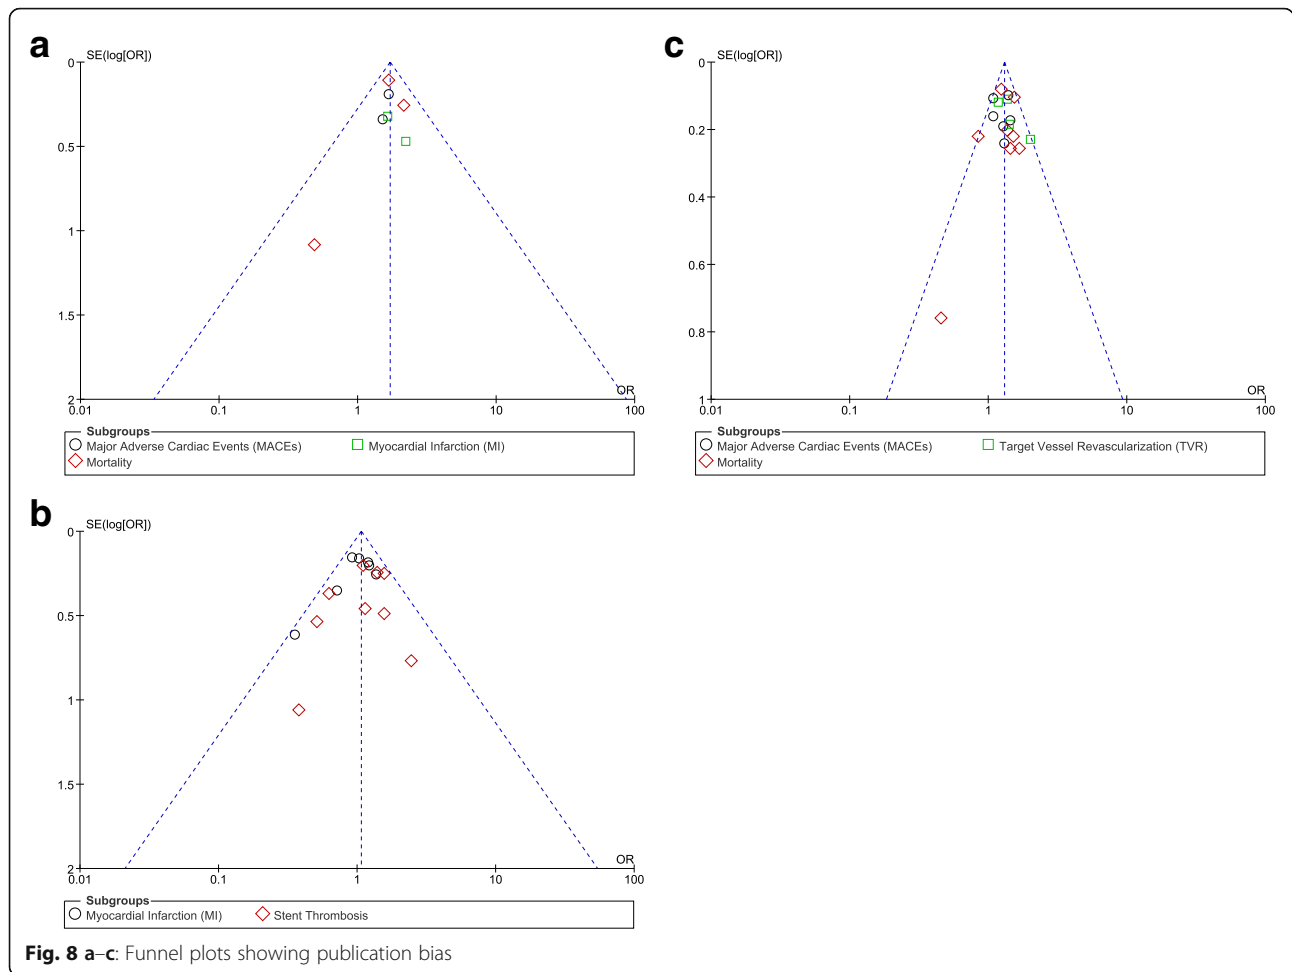 a
SE(log[OR])
0
0.5
1
1.5
2
0.01 0.1 1 10 100
OR
Subgroups
Major Adverse Cardiac Events (MACEs) Myocardial Infarction (MI)
Mortality
c
SE(log[OR])
0
0.2
0.4
0.6
0.8
1
0.01 0.1 1 10 100
OR
Subgroups
Major Adverse Cardiac Events (MACEs) Target Vessel Revascularization (TVR)
Mortality
b
SE(log[OR])
0
0.5
1
1.5
2
0.01 0.1 1 10 100
OR
Subgroups
Myocardial Infarction (MI) Stent Thrombosis
Fig. 8 a–c: Funnel plots showing publication bias